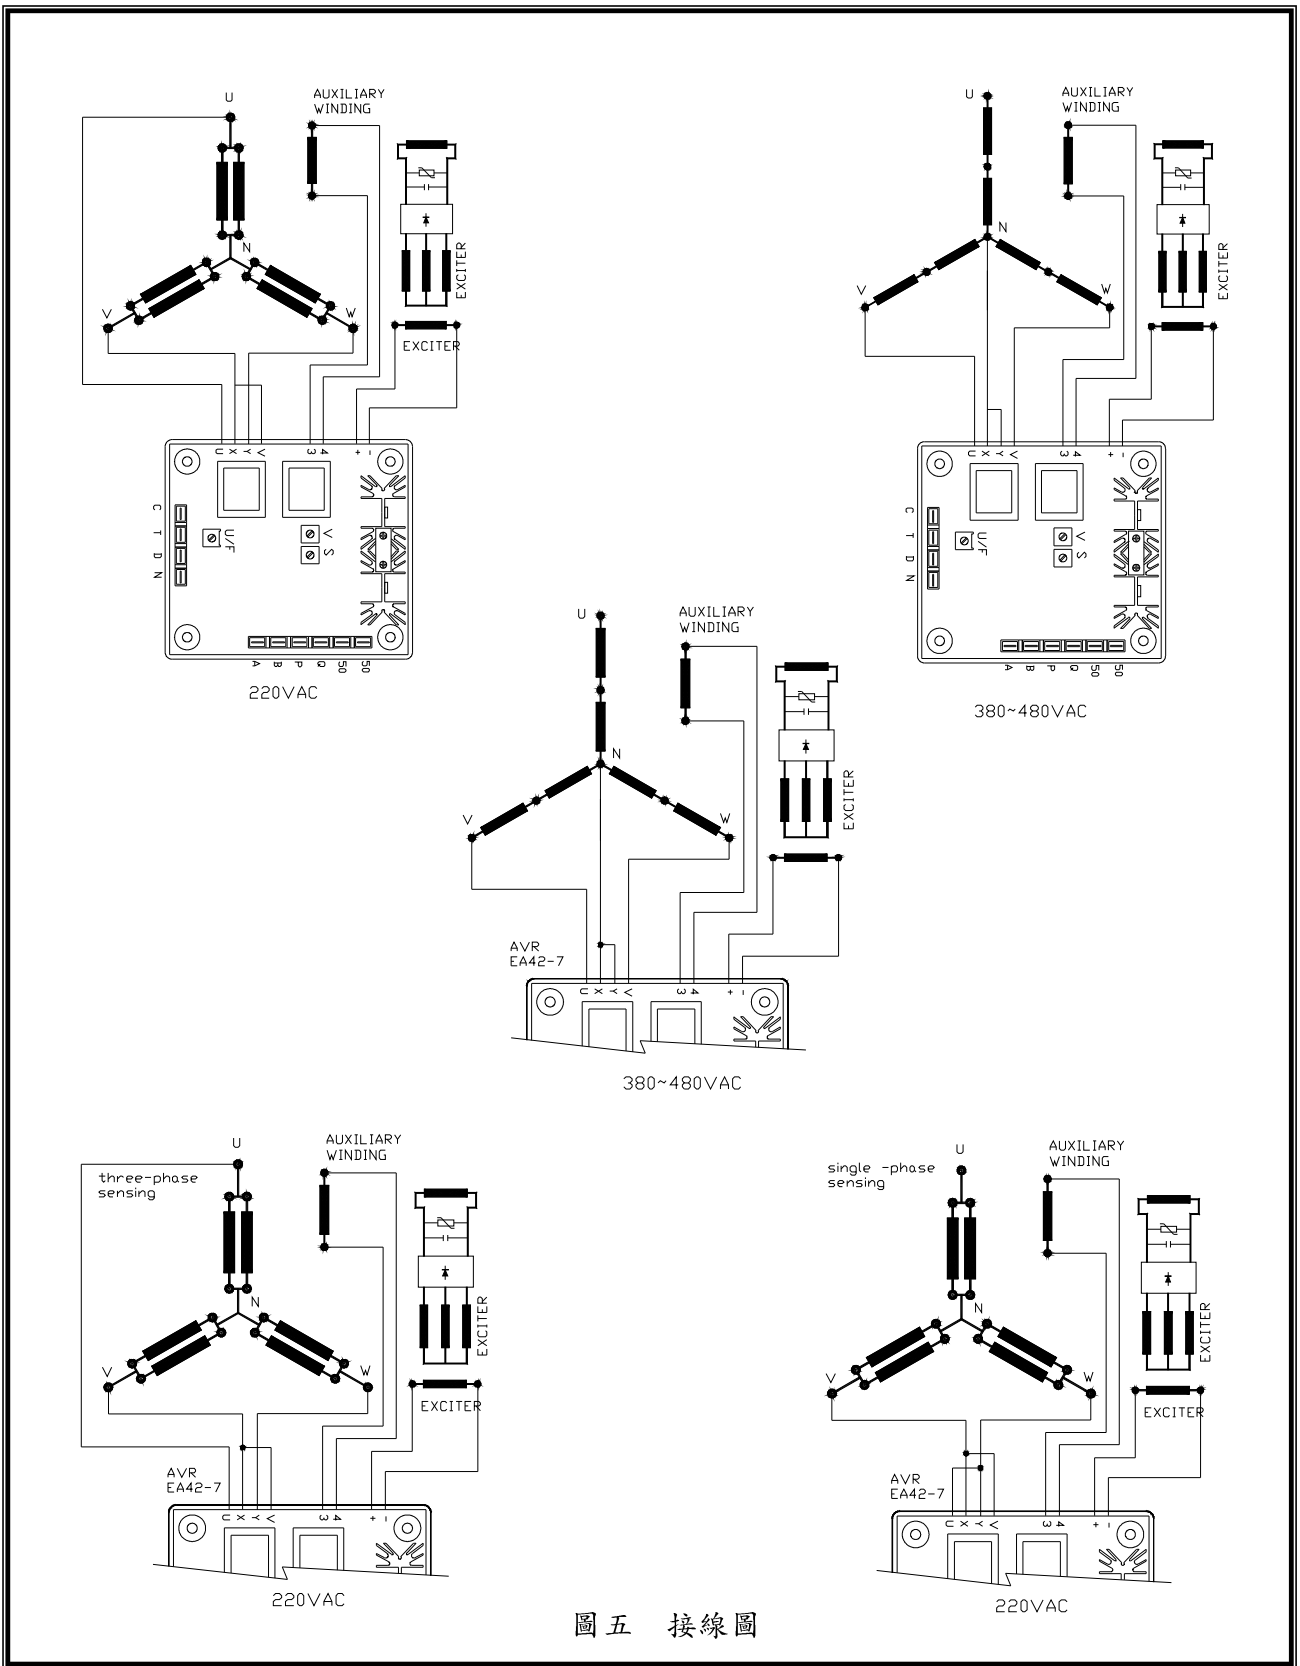 U
AUXILIARY
WINDING
N
V
W
EXCITER
EXCITER
U X Y V 3 4 + -
C T D N
U/F
V
S
A B P Q 50 50
220VAC
U
AUXILIARY
WINDING
N
V
W
EXCITER
U X Y V 3 4 + -
C T D N
U/F
V
S
A B P Q 50 50
380~480VAC
U
AUXILIARY
WINDING
N
V
W
EXCITER
AVR
EA42-7
U X Y V 3 4 + -
380~480VAC
U
AUXILIARY
WINDING
three-phase
sensing
N
V
W
EXCITER
EXCITER
AVR
EA42-7
U X Y V 3 4 + -
220VAC
U
AUXILIARY
WINDING
single -phase
sensing
N
V
W
EXCITER
EXCITER
AVR
EA42-7
U X Y V 3 4 + -
220VAC
圖五 接線圖